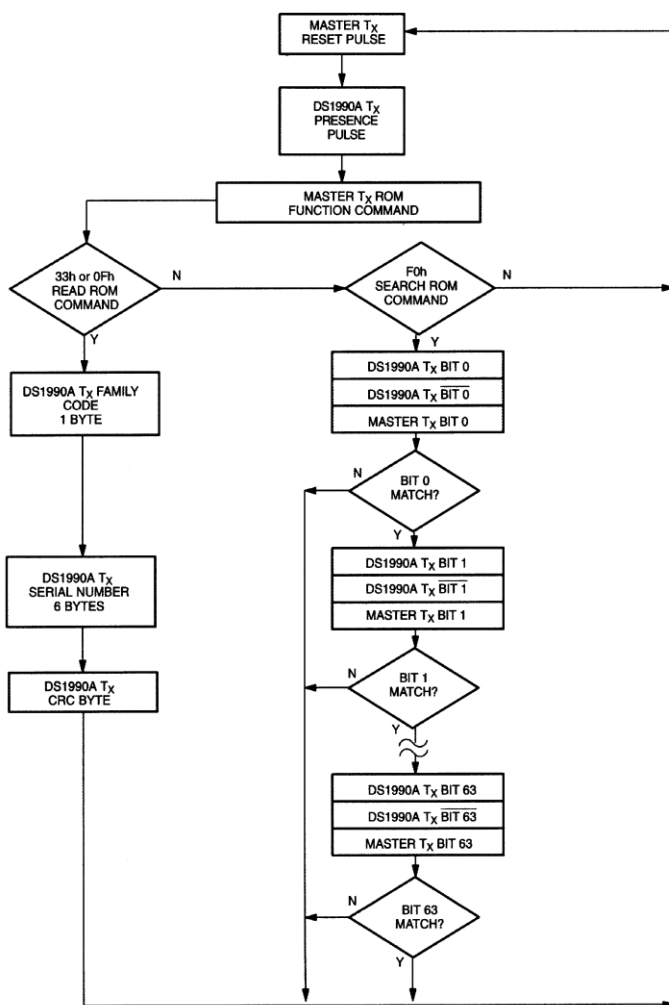 MASTER TX
RESET PULSE
DS1990A TX
PRESENCE
PULSE
MASTER TX ROM
FUNCTION COMMAND
33h or 0Fh
READ ROM
COMMAND
N
Y
F0h
SEARCH ROM
COMMAND
N
Y
DS1990A TX FAMILY
CODE
1 BYTE
DS1990A TX
SERIAL NUMBER
6 BYTES
DS1990A TX
CRC BYTE
DS1990A TX BIT 0
DS1990A TX BIT 0
MASTER TX BIT 0
N
BIT 0
MATCH?
Y
DS1990A TX BIT 1
DS1990A TX BIT 1
MASTER TX BIT 1
N
BIT 1
MATCH?
Y
DS1990A TX BIT 63
DS1990A TX BIT 63
MASTER TX BIT 63
N
BIT 63
MATCH?
Y